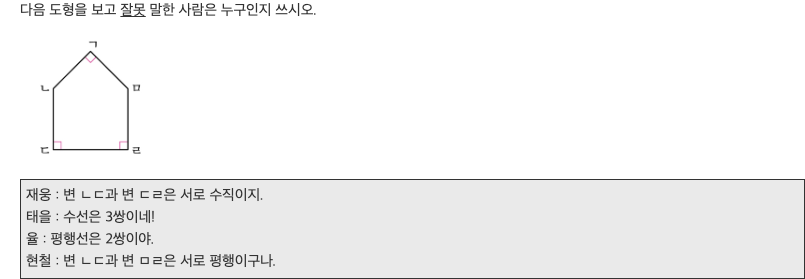 다음 도형을 보고 잘못 말한 사람은 누구인지 쓰시오.
ㄱ
ㄴ ㅁ
ㄷ ㄹ
재웅 : 변 ㄴㄷ과 변 ㄷㄹ은 서로 수직이지.
태을 : 수선은 3쌍이네!
율 : 평행선은 2쌍이야.
현철 : 변 ㄴㄷ과 변 ㅁㄹ은 서로 평행이구나.